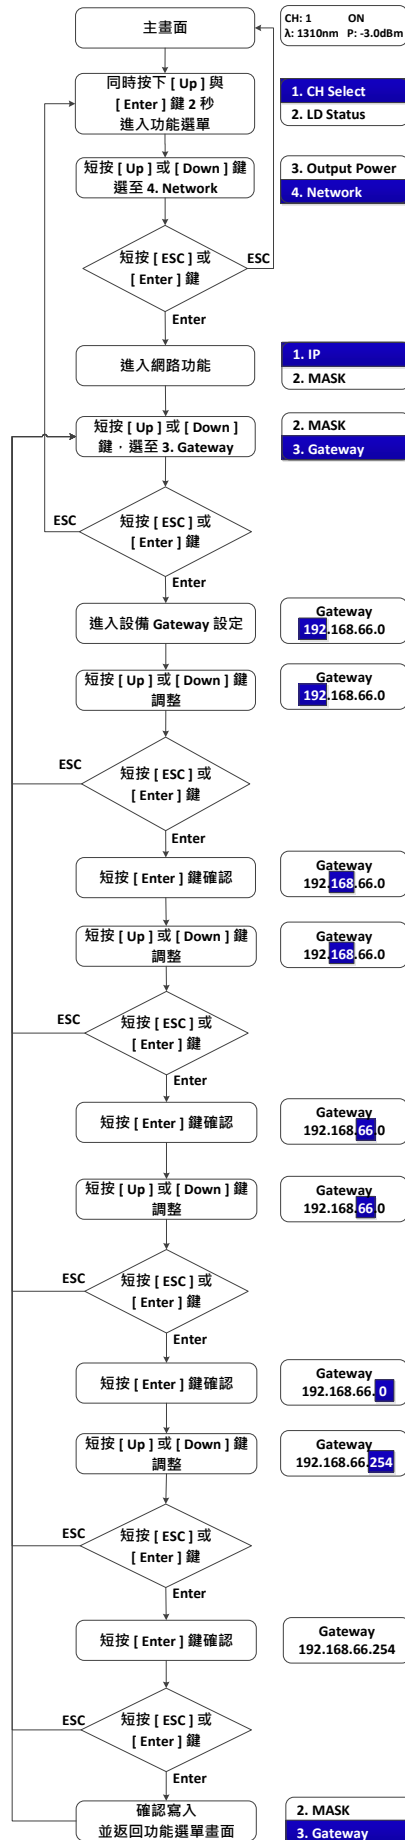 主畫面
CH: 1 ON
λ: 1310nm P: -3.0dBm
同時按下 [ Up ] 與
[ Enter ] 鍵 2 秒
進入功能選單
1. CH Select
2. LD Status
短按 [ Up ] 或 [ Down ] 鍵
選至 4. Network
3. Output Power
4. Network
短按 [ ESC ] 或
[ Enter ] 鍵
ESC
Enter
進入網路功能
1. IP
2. MASK
短按 [ Up ] 或 [ Down ]
鍵，選至 3. Gateway
2. MASK
3. Gateway
ESC
短按 [ ESC ] 或
[ Enter ] 鍵
Enter
進入設備 Gateway 設定
Gateway
192.168.66.0
短按 [ Up ] 或 [ Down ] 鍵
調整
Gateway
192.168.66.0
ESC
短按 [ ESC ] 或
[ Enter ] 鍵
Enter
短按 [ Enter ] 鍵確認
Gateway
192.168.66.0
短按 [ Up ] 或 [ Down ] 鍵
調整
Gateway
192.168.66.0
ESC
短按 [ ESC ] 或
[ Enter ] 鍵
Enter
短按 [ Enter ] 鍵確認
Gateway
192.168.66.0
短按 [ Up ] 或 [ Down ] 鍵
調整
Gateway
192.168.66.0
ESC
短按 [ ESC ] 或
[ Enter ] 鍵
Enter
短按 [ Enter ] 鍵確認
Gateway
192.168.66.0
短按 [ Up ] 或 [ Down ] 鍵
調整
Gateway
192.168.66.254
ESC
短按 [ ESC ] 或
[ Enter ] 鍵
Enter
短按 [ Enter ] 鍵確認
Gateway
192.168.66.254
ESC
短按 [ ESC ] 或
[ Enter ] 鍵
Enter
確認寫入
並返回功能選單畫面
2. MASK
3. Gateway